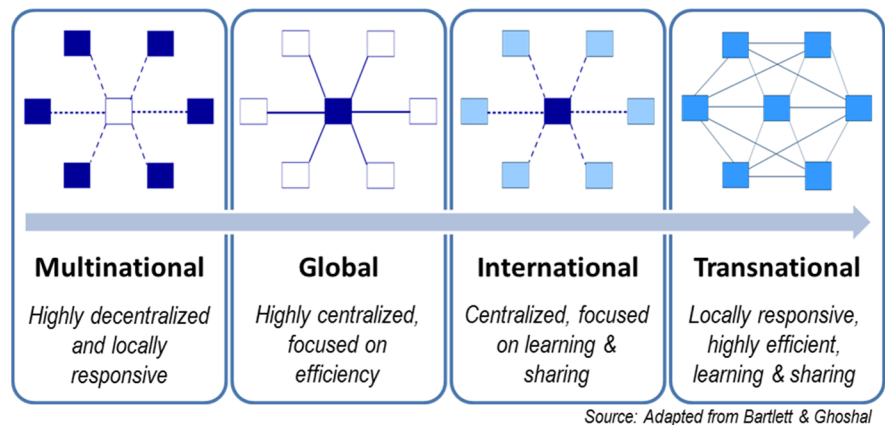 Multinational
Highly decentralized
and locally
responsive
Global
Highly centralized,
focused on
efficiency
International
Centralized, focused
on learning &
sharing
Transnational
Locally responsive,
highly efficient,
learning & sharing
Source: Adapted from Bartlett & Ghoshal